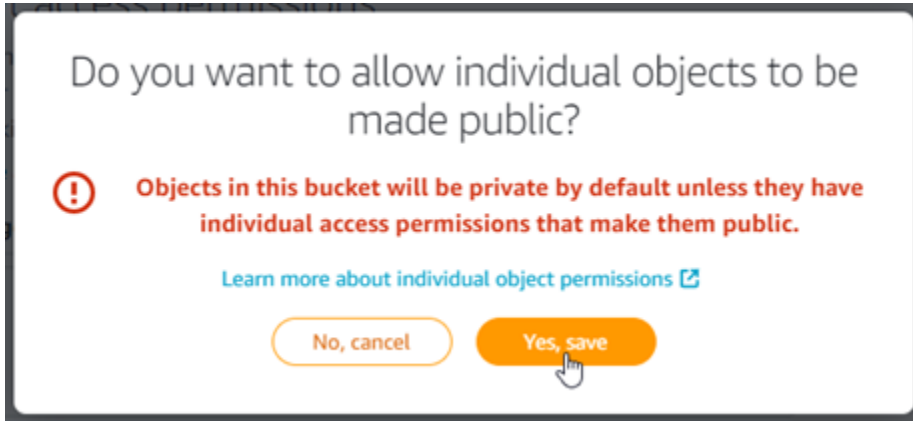 t access permissions
Do you want to allow individual objects to be
made public?
Objects in this bucket will be private by default unless they have
individual access permissions that make them public.
Learn more about individual object permissions
No, cancel
Yes, save